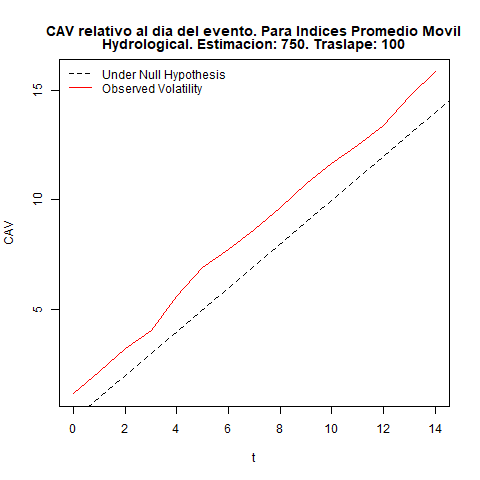 CAV relativo al dia del evento. Para Indices Promedio Movil
Hydrological. Estimacion: 750. Traslape: 100
Under Null Hypothesis
Observed Volatility
15
10
5
CAV
0 2 4 6 8 10 12 14
t